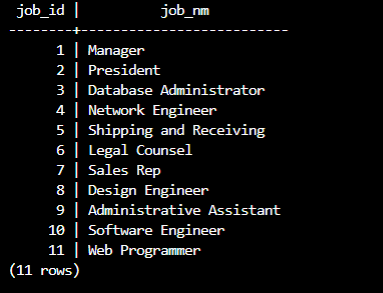 job_id |         job_nm
--------+--------------------------
      1 | Manager
      2 | President
      3 | Database Administrator
      4 | Network Engineer
      5 | Shipping and Receiving
      6 | Legal Counsel
      7 | Sales Rep
      8 | Design Engineer
      9 | Administrative Assistant
     10 | Software Engineer
     11 | Web Programmer
(11 rows)